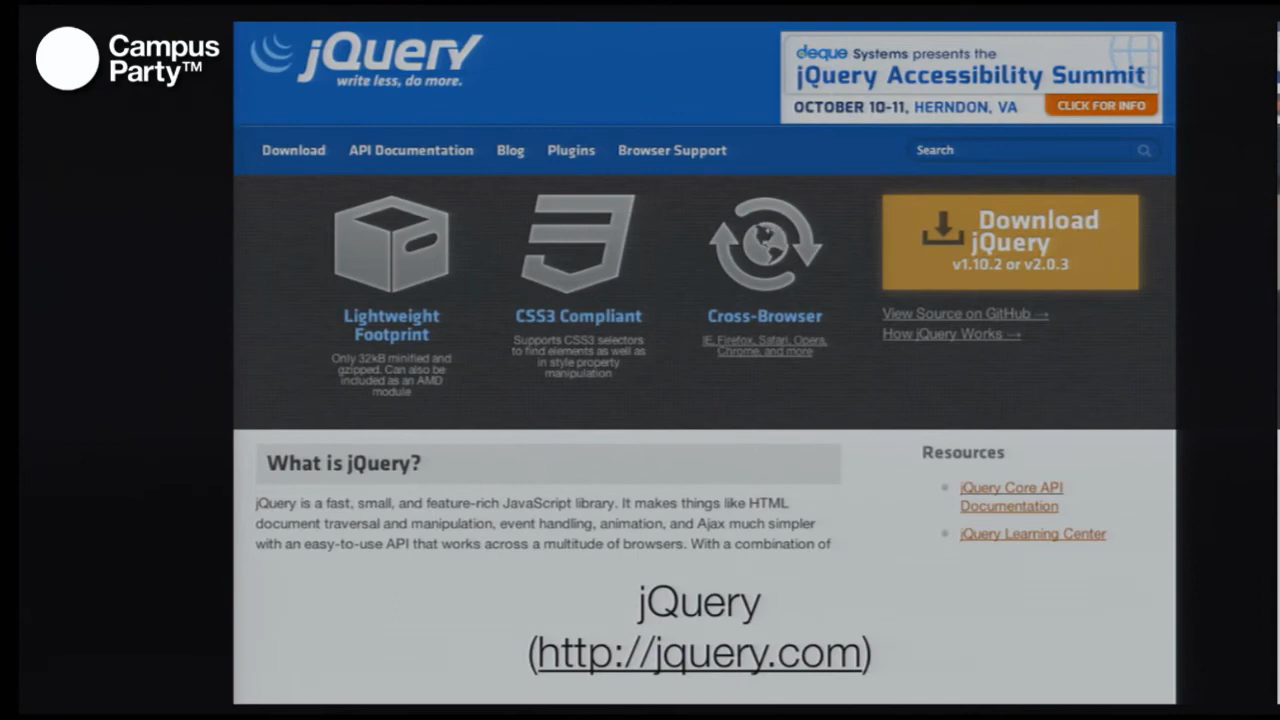 Campus
Party™
jQuery
write less, do more.
deque Systems presents the
jQuery Accessibility Summit
OCTOBER 10-11, HERNDON, VA
CLICK FOR INFO
Download
API Documentation
Blog
Plugins
Browser Support
Search
Lightweight
Footprint
Only 32kB minified and
gzipped. Can also be
included as an AMD
module
CSS3 Compliant
Supports CSS3 selectors
to find elements as well as
in style property
manipulation
Cross-Browser
IE, Firefox, Safari, Opera,
Chrome, and more
Download
jQuery
v1.10.2 or v2.0.3
View Source on GitHub →
How jQuery Works →
What is jQuery?
jQuery is a fast, small, and feature-rich JavaScript library. It makes things like HTML
document traversal and manipulation, event handling, animation, and Ajax much simpler
with an easy-to-use API that works across a multitude of browsers. With a combination of
Resources
jQuery Core API
Documentation
jQuery Learning Center
jQuery
(http://jquery.com)